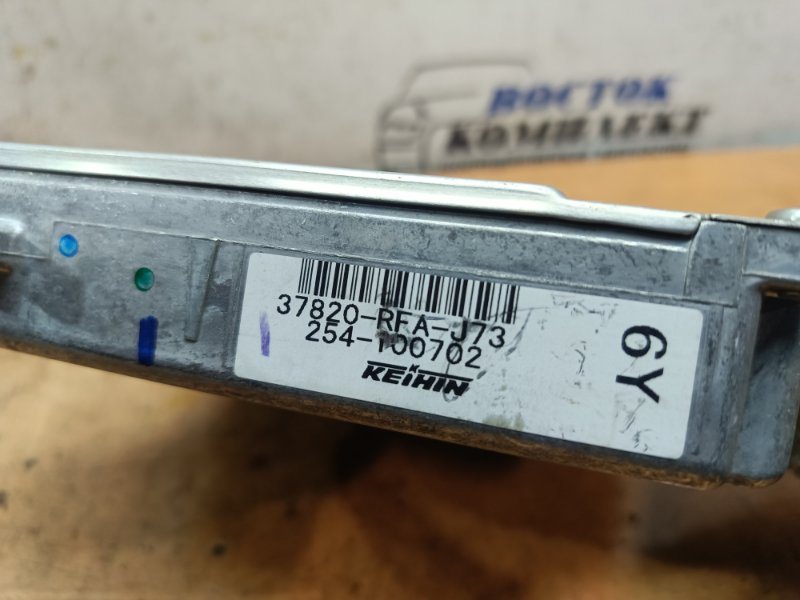 ВОСТОК
КОМПЛЕКТ
37820-RFA-J73
254-100702
KEIHIN
6Y